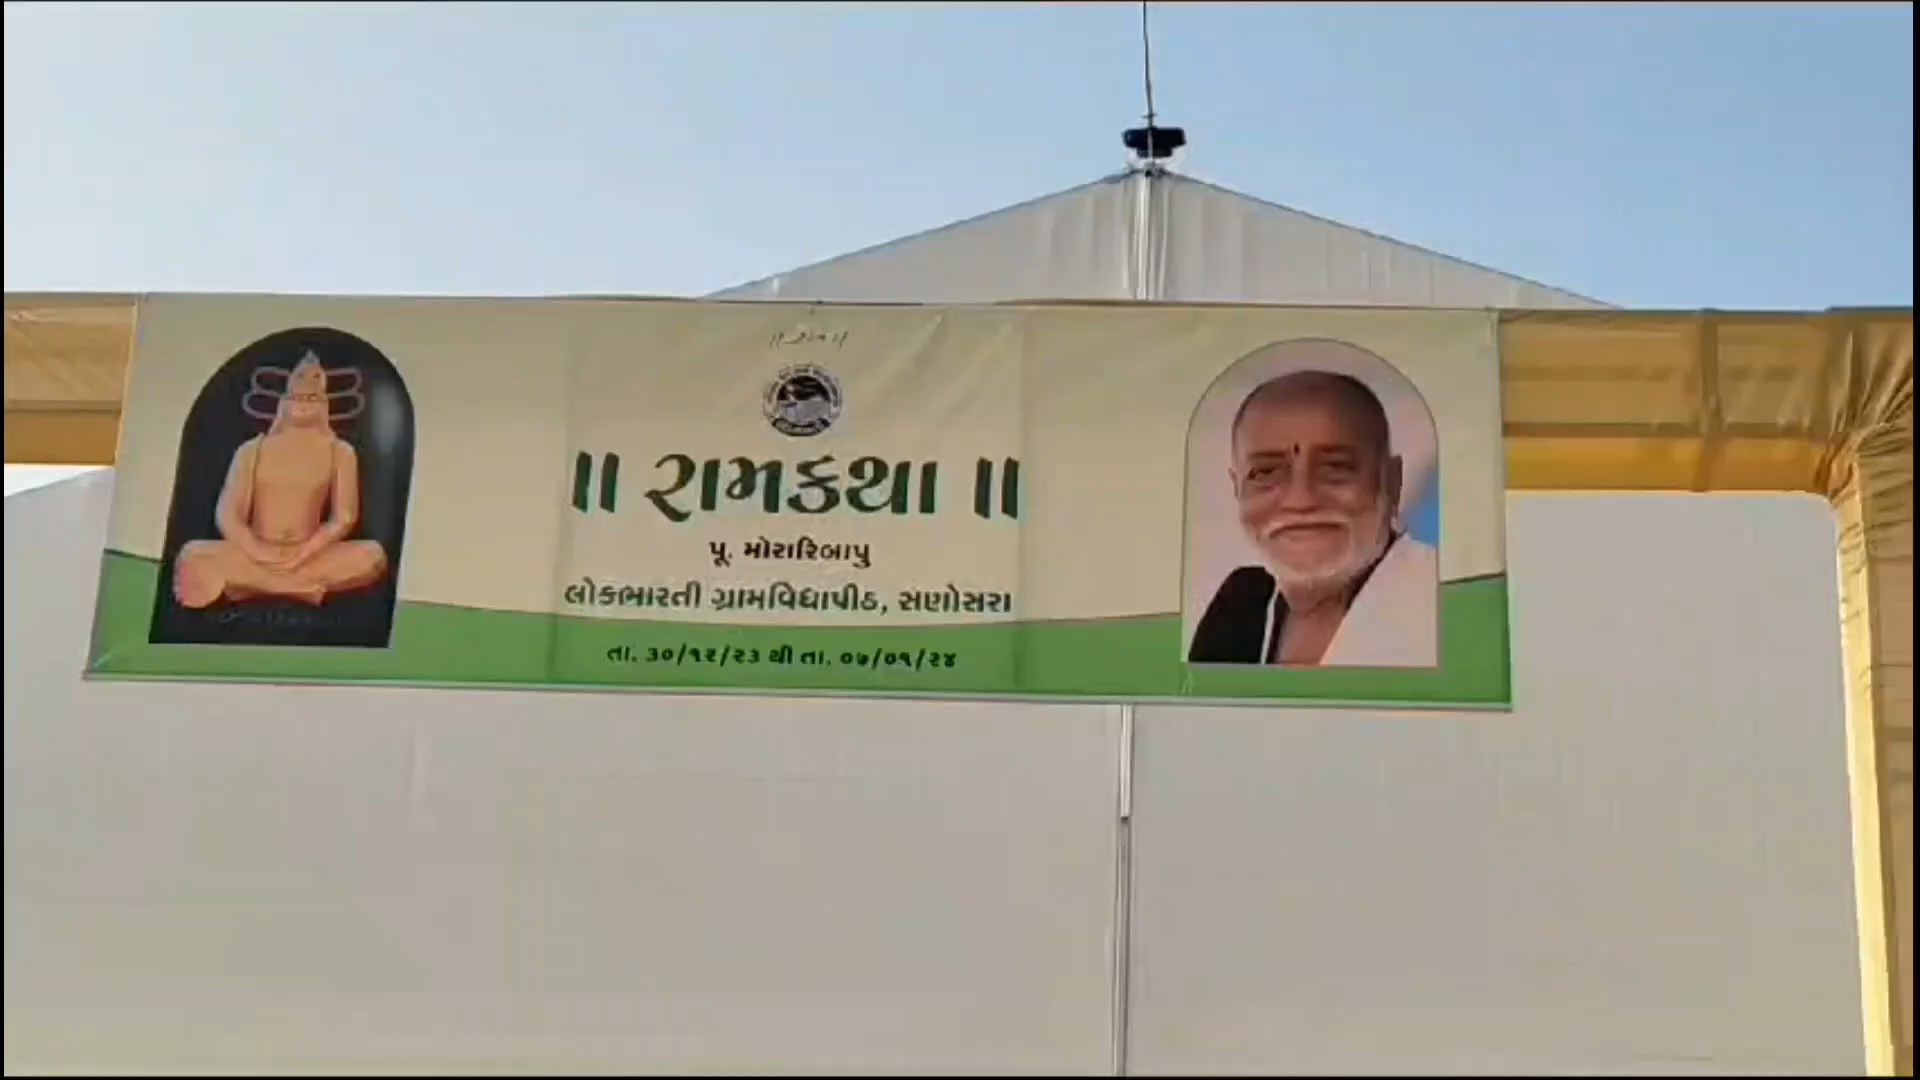 ॥ રામકથા ॥
પૂ. મોરારિબાપુ
લોકભારતી ગ્રામવિદ્યાપીઠ, સણોસરા
તા. ૩૦/૧૨/૨૩ થી તા. ૦૭/૦૧/૨૪